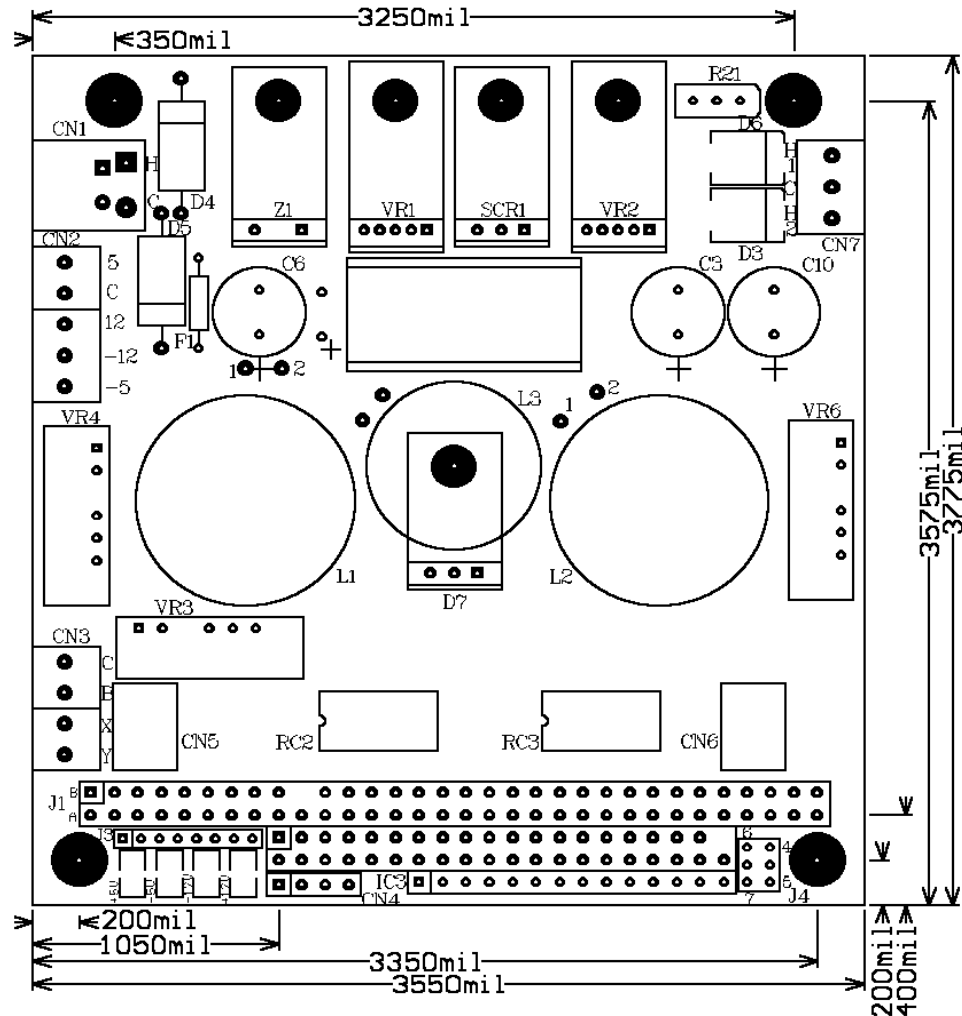 3250mil
350mil
R21
CN1
D6
H
H
1
C
D4
Z1
VR1
SCR1
VR2
C
H
2
D5
CN2
D3
CN7
5
C6
C3
C10
C
12
F1
-12
1
2
-5
L3
2
1
VR4
VR6
3575mil
3775mil
L1
L2
D7
VR3
CN3
C
B
X
CN5
RC2
RC3
CN6
Y
B
J1
A
J3
6
4
IC3
5
CN4
7
J4
200mil
1050mil
3350mil
3550mil
200mil
400mil